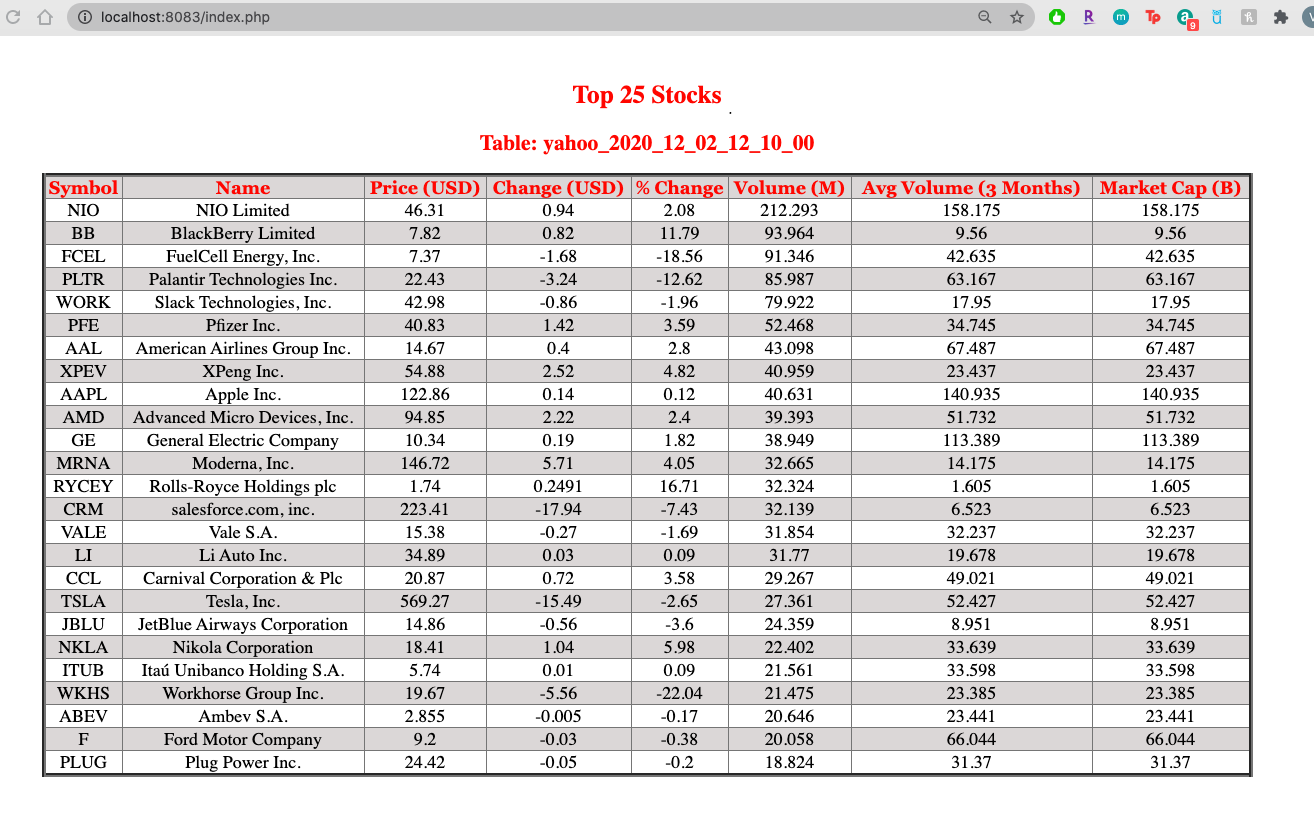 localhost:8083/index.php
R m Tp a 9 ü
Top 25 Stocks
.
Table: yahoo_2020_12_02_12_10_00
Symbol Name Price (USD) Change (USD) % Change Volume (M) Avg Volume (3 Months) Market Cap (B)
NIO NIO Limited 46.31 0.94 2.08 212.293 158.175 158.175
BB BlackBerry Limited 7.82 0.82 11.79 93.964 9.56 9.56
FCEL FuelCell Energy, Inc. 7.37 -1.68 -18.56 91.346 42.635 42.635
PLTR Palantir Technologies Inc. 22.43 -3.24 -12.62 85.987 63.167 63.167
WORK Slack Technologies, Inc. 42.98 -0.86 -1.96 79.922 17.95 17.95
PFE Pfizer Inc. 40.83 1.42 3.59 52.468 34.745 34.745
AAL American Airlines Group Inc. 14.67 0.4 2.8 43.098 67.487 67.487
XPEV XPeng Inc. 54.88 2.52 4.82 40.959 23.437 23.437
AAPL Apple Inc. 122.86 0.14 0.12 40.631 140.935 140.935
AMD Advanced Micro Devices, Inc. 94.85 2.22 2.4 39.393 51.732 51.732
GE General Electric Company 10.34 0.19 1.82 38.949 113.389 113.389
MRNA Moderna, Inc. 146.72 5.71 4.05 32.665 14.175 14.175
RYCEY Rolls-Royce Holdings plc 1.74 0.2491 16.71 32.324 1.605 1.605
CRM salesforce.com, inc. 223.41 -17.94 -7.43 32.139 6.523 6.523
VALE Vale S.A. 15.38 -0.27 -1.69 31.854 32.237 32.237
LI Li Auto Inc. 34.89 0.03 0.09 31.77 19.678 19.678
CCL Carnival Corporation & Plc 20.87 0.72 3.58 29.267 49.021 49.021
TSLA Tesla, Inc. 569.27 -15.49 -2.65 27.361 52.427 52.427
JBLU JetBlue Airways Corporation 14.86 -0.56 -3.6 24.359 8.951 8.951
NKLA Nikola Corporation 18.41 1.04 5.98 22.402 33.639 33.639
ITUB Itaú Unibanco Holding S.A. 5.74 0.01 0.09 21.561 33.598 33.598
WKHS Workhorse Group Inc. 19.67 -5.56 -22.04 21.475 23.385 23.385
ABEV Ambev S.A. 2.855 -0.005 -0.17 20.646 23.441 23.441
F Ford Motor Company 9.2 -0.03 -0.38 20.058 66.044 66.044
PLUG Plug Power Inc. 24.42 -0.05 -0.2 18.824 31.37 31.37